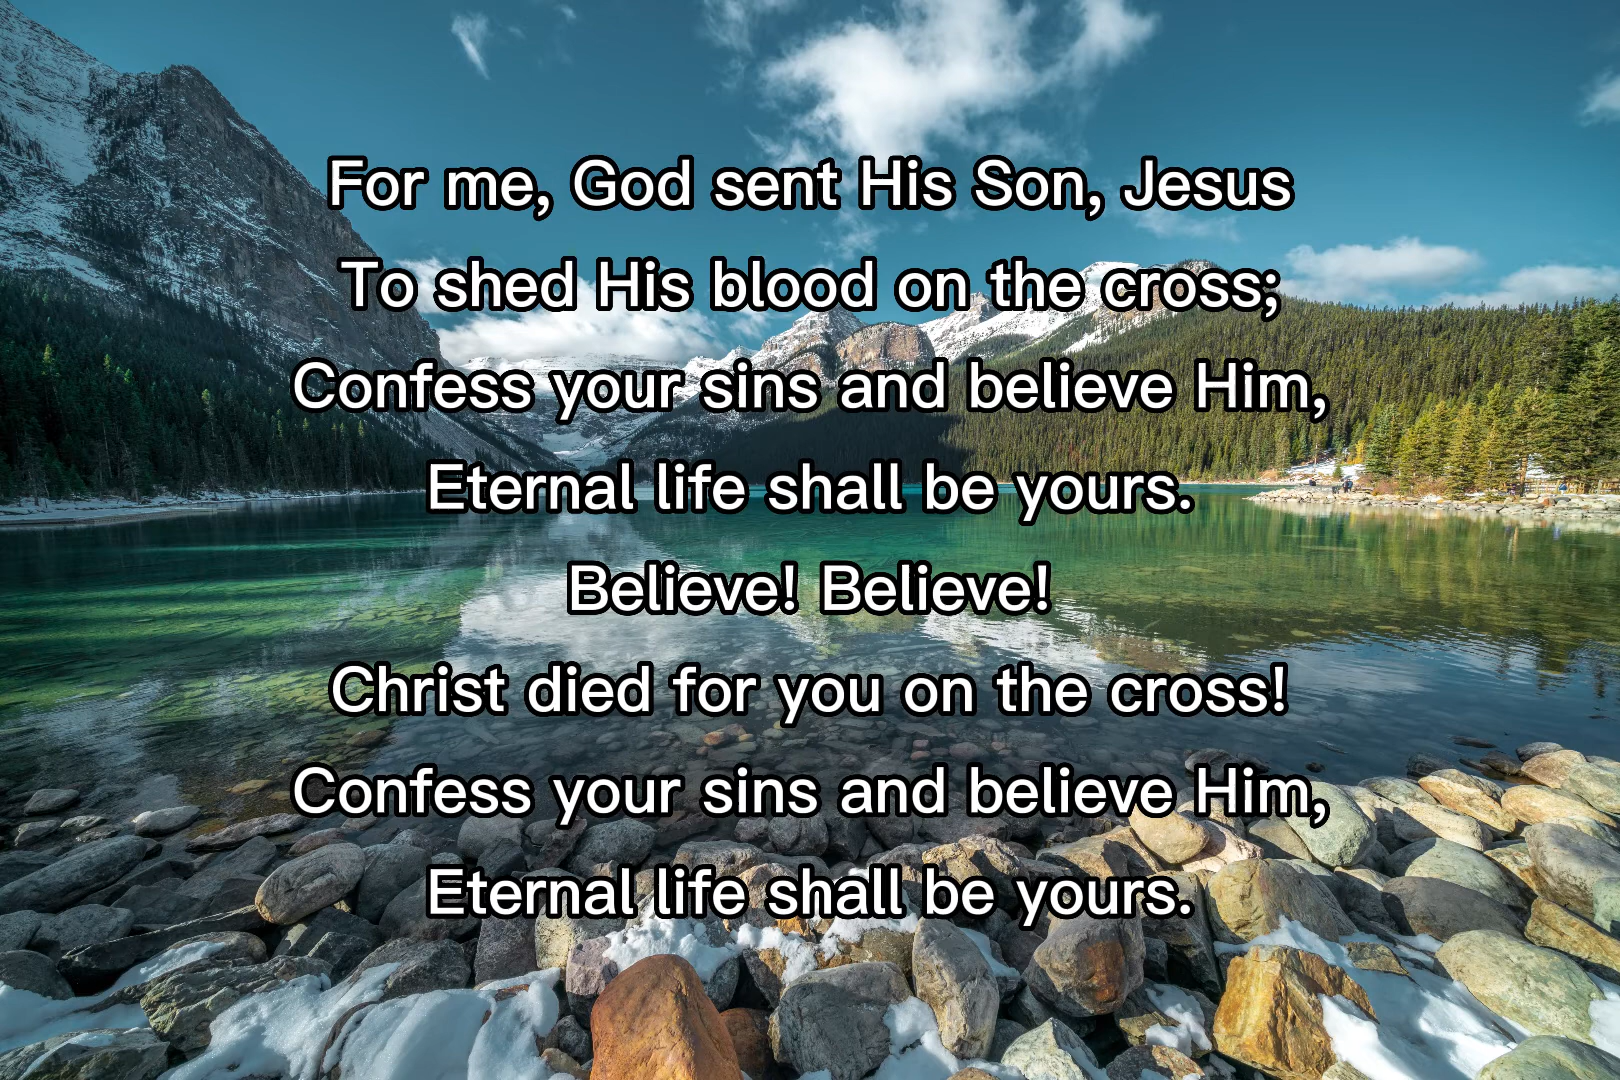 For me, God sent His Son, Jesus
To shed His blood on the cross;
Confess your sins and believe Him,
Eternal life shall be yours.
Believe! Believe!
Christ died for you on the cross!
Confess your sins and believe Him,
Eternal life shall be yours.